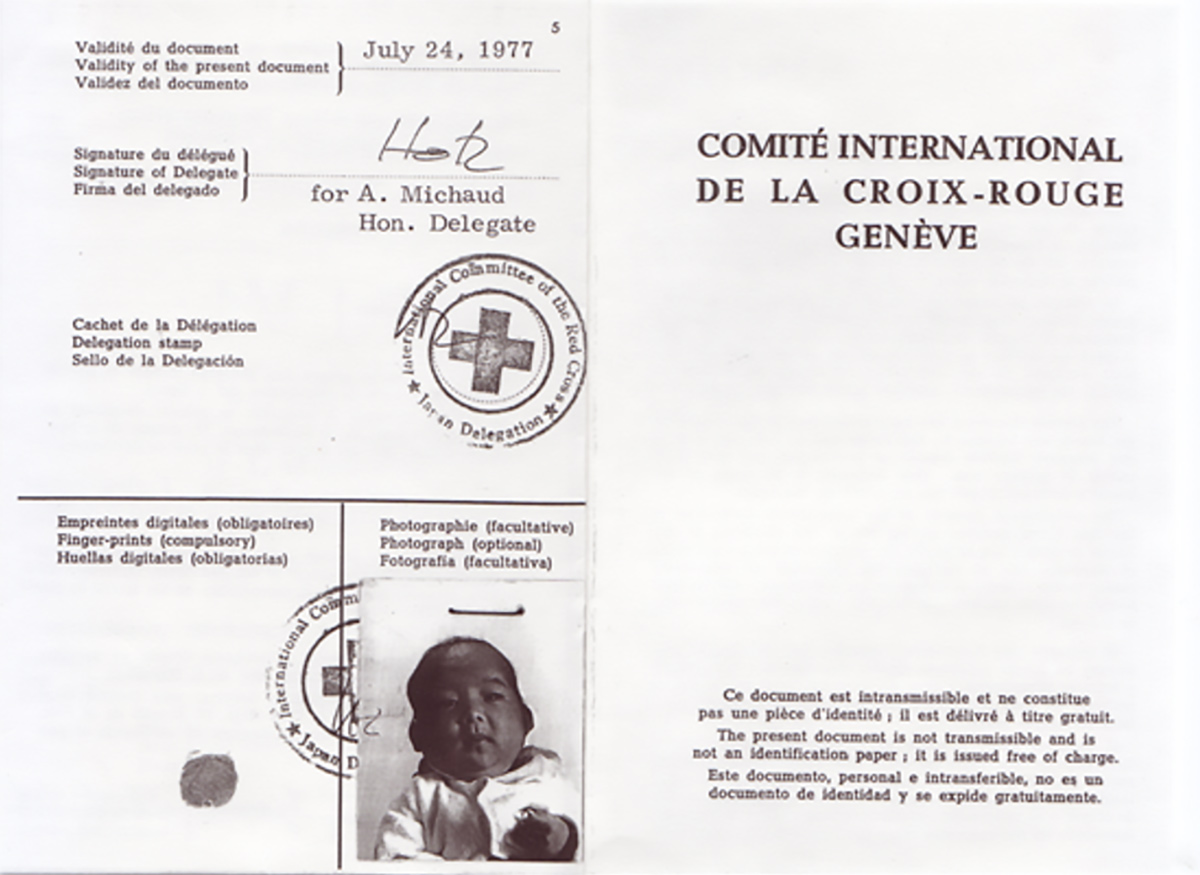 5
Validité du document
Validity of the present document
Validez del documento
July 24, 1977
Signature du délégué
Signature of Delegate
Firma del delegado
for A. Michaud
Hon. Delegate
Cachet de la Délégation
Delegation stamp
Sello de la Delegación
International Committee of the Red Cross
Japan Delegation
Empreintes digitales (obligatoires)
Finger-prints (compulsory)
Huellas digitales (obligatorias)
Photographie (facultative)
Photograph (optional)
Fotografía (facultativa)
International Comm
Japan D
COMITÉ INTERNATIONAL
DE LA CROIX-ROUGE
GENÈVE
Ce document est intransmissible et ne constitue
pas une pièce d'identité ; il est délivré à titre gratuit.
The present document is not transmissible and is
not an identification paper ; it is issued free of charge.
Este documento, personal e intransferible, no es un
documento de identidad y se expide gratuitamente.